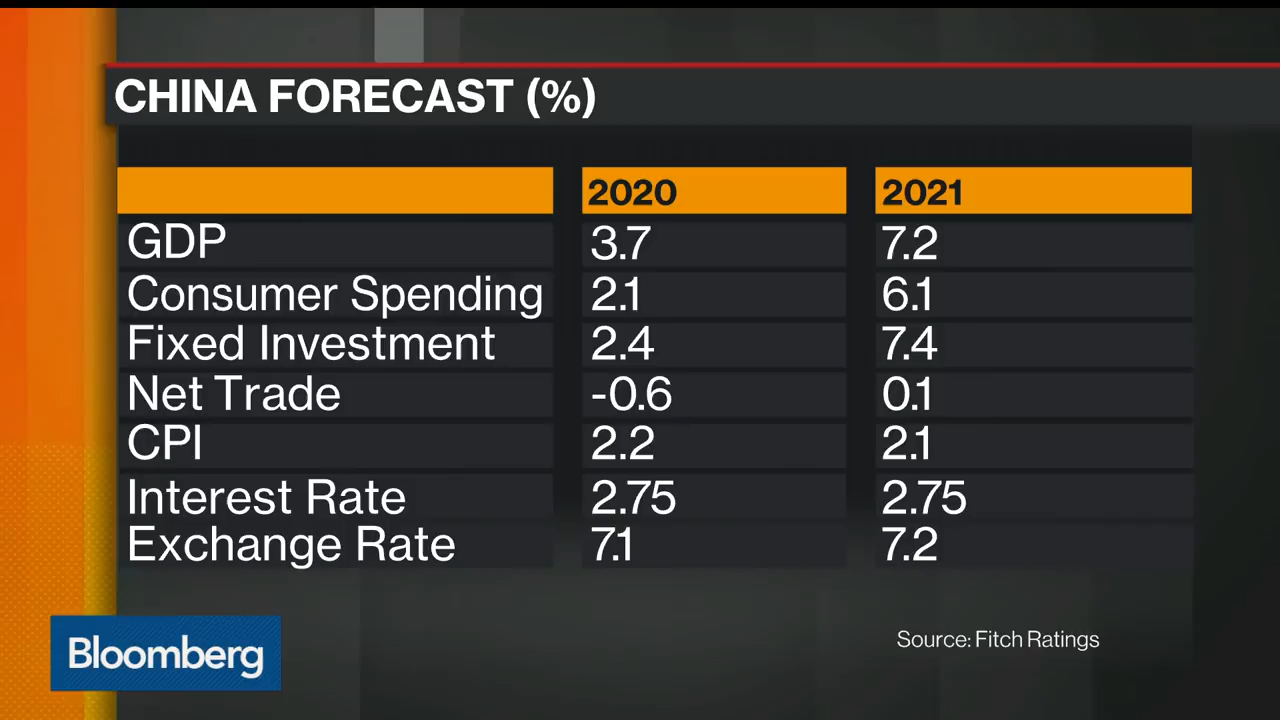 CHINA FORECAST (%)
2020 2021
GDP 3.7 7.2
Consumer Spending 2.1 6.1
Fixed Investment 2.4 7.4
Net Trade -0.6 0.1
CPI 2.2 2.1
Interest Rate 2.75 2.75
Exchange Rate 7.1 7.2
Source: Fitch Ratings
Bloomberg